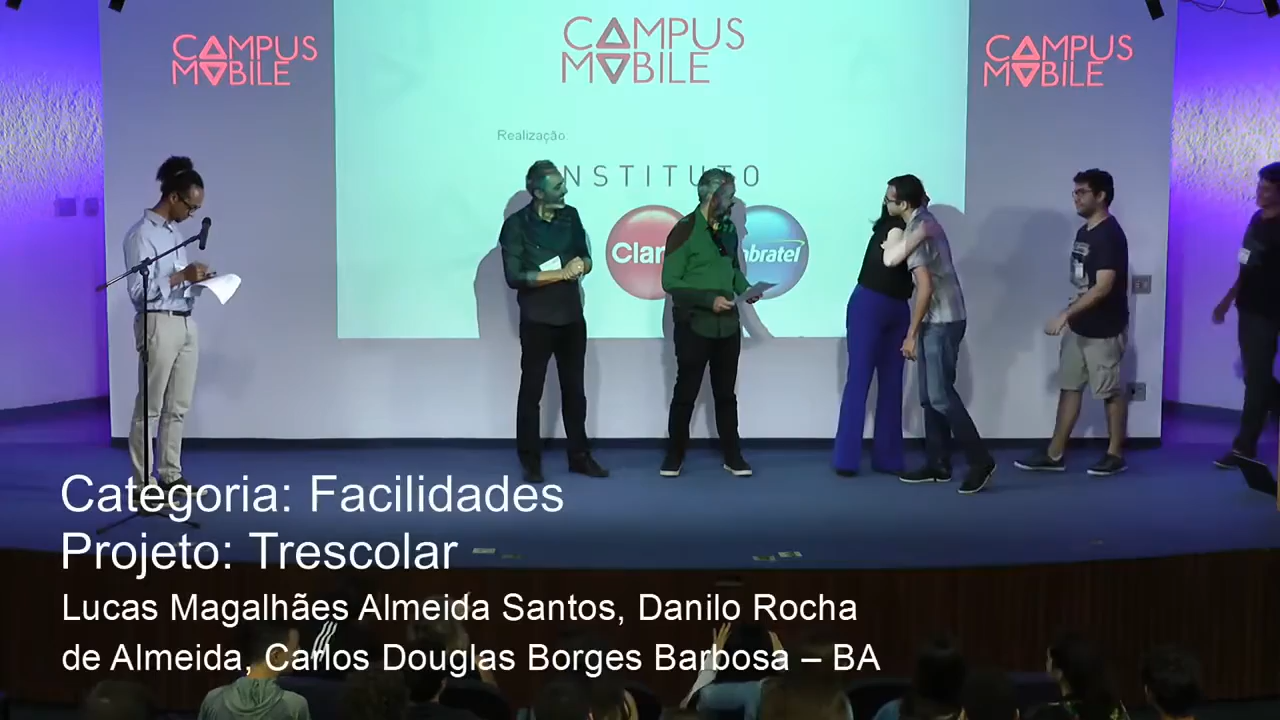 CAMPUS
MOBILE
CAMPUS
MOBILE
CAMPUS
MOBILE
Realização:
Categoria: Facilidades
Projeto: Trescolar
Lucas Magalhães Almeida Santos, Danilo Rocha
de Almeida, Carlos Douglas Borges Barbosa – BA